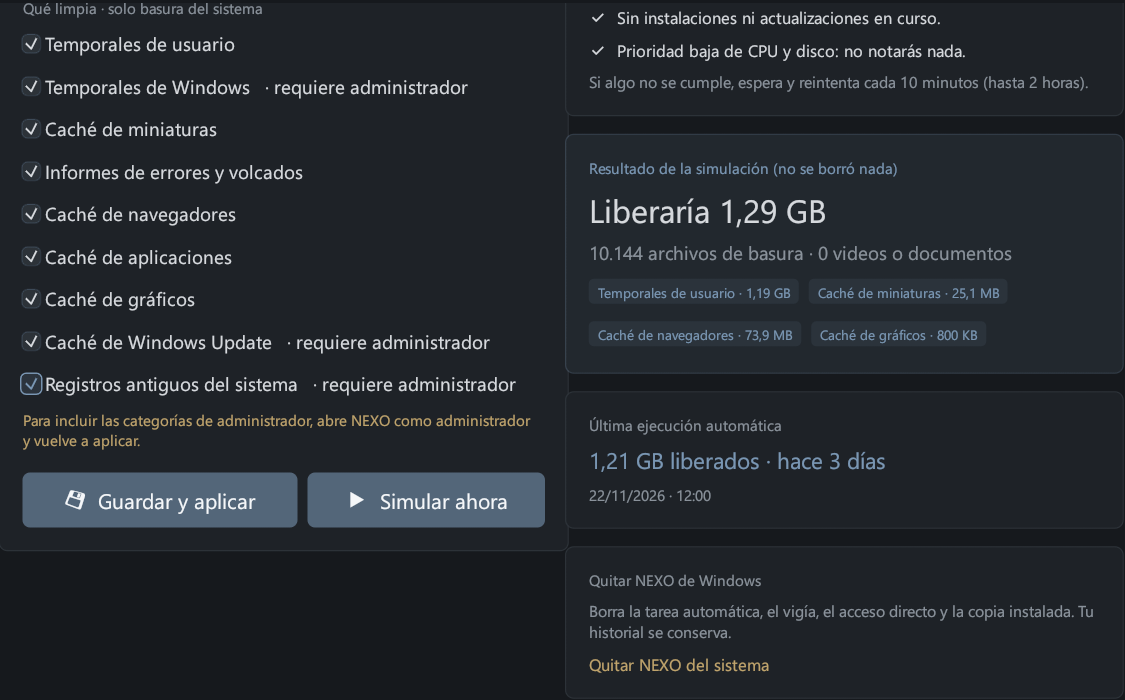 Qué limpia · solo basura del sistema
Temporales de usuario
Temporales de Windows · requiere administrador
Caché de miniaturas
Informes de errores y volcados
Caché de navegadores
Caché de aplicaciones
Caché de gráficos
Caché de Windows Update · requiere administrador
Registros antiguos del sistema · requiere administrador
Para incluir las categorías de administrador, abre NEXO como administrador
y vuelve a aplicar.
Guardar y aplicar
Simular ahora
Sin instalaciones ni actualizaciones en curso.
Prioridad baja de CPU y disco: no notarás nada.
Si algo no se cumple, espera y reintenta cada 10 minutos (hasta 2 horas).
Resultado de la simulación (no se borró nada)
Liberaría 1,29 GB
10.144 archivos de basura · 0 videos o documentos
Temporales de usuario · 1,19 GB
Caché de miniaturas · 25,1 MB
Caché de navegadores · 73,9 MB
Caché de gráficos · 800 KB
Última ejecución automática
1,21 GB liberados · hace 3 días
22/11/2026 · 12:00
Quitar NEXO de Windows
Borra la tarea automática, el vigía, el acceso directo y la copia instalada. Tu
historial se conserva.
Quitar NEXO del sistema